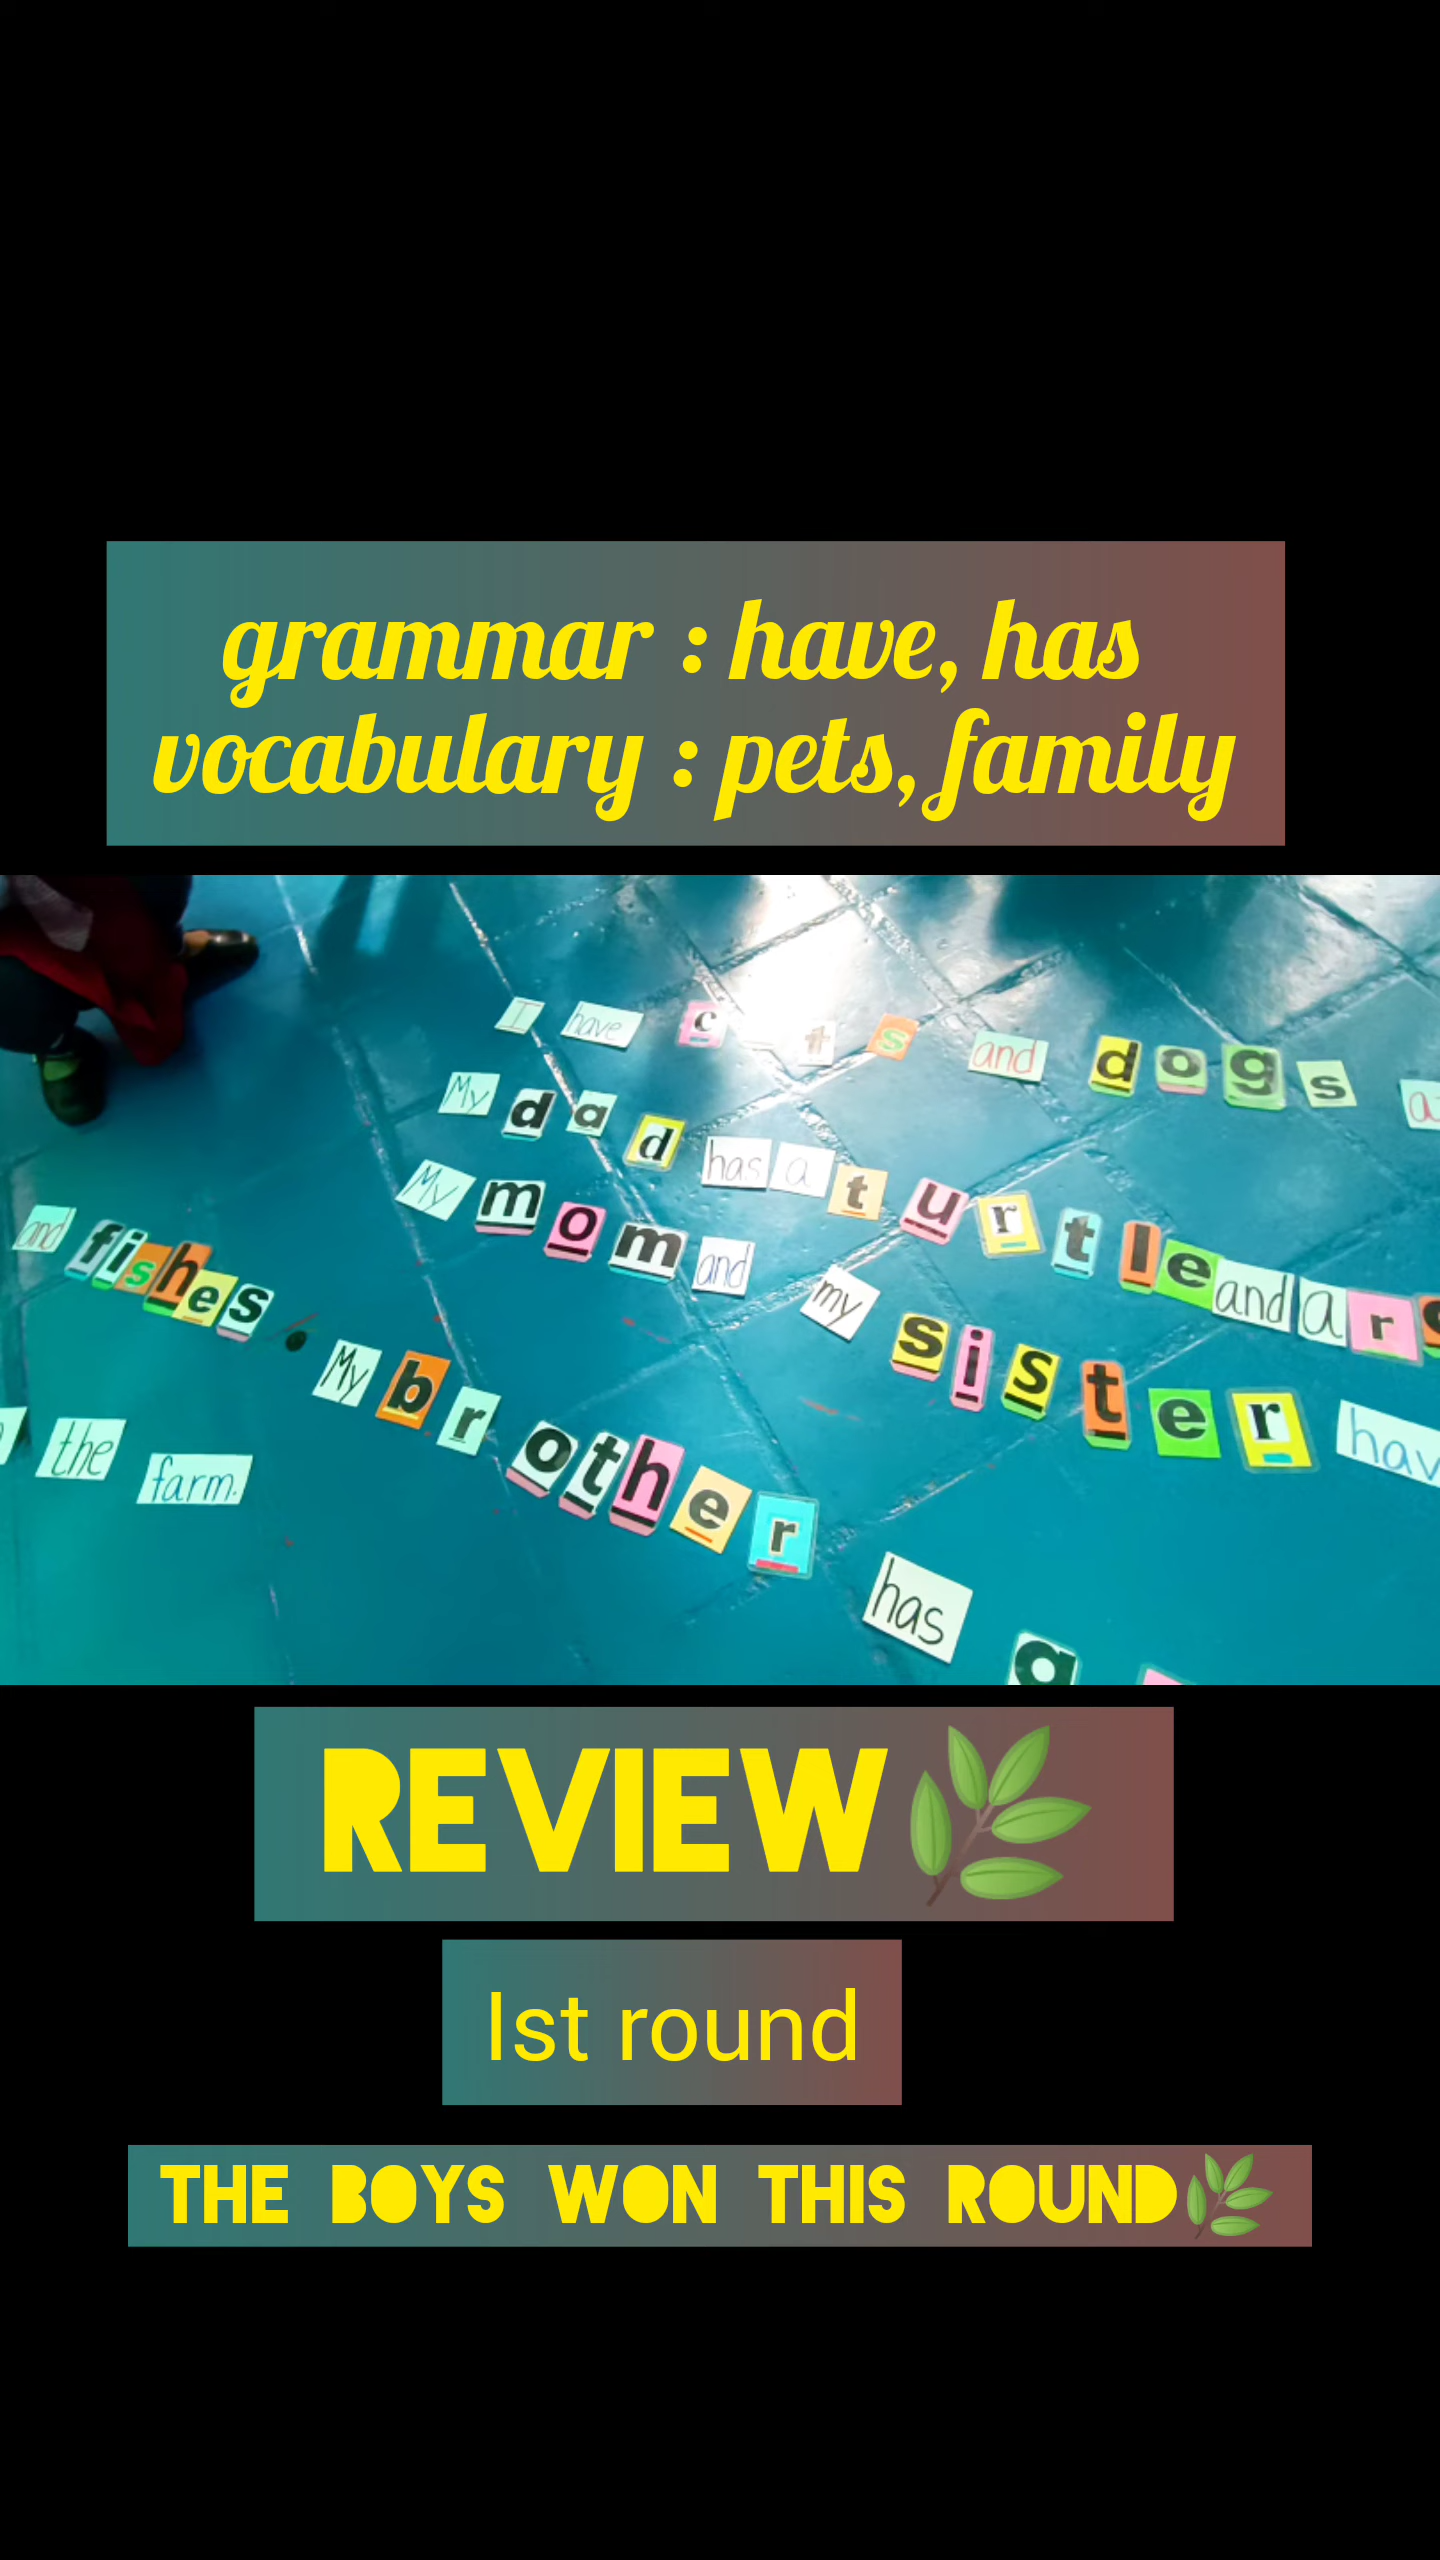 grammar : have, has
vocabulary : pets, family
I have c t s and dogs
My dad has a turtle and a r
My mom and my sister
and fishes. My brother has
the farm.
REVIEW🌿
Ist round
THE BOYS WON THIS ROUND🌿